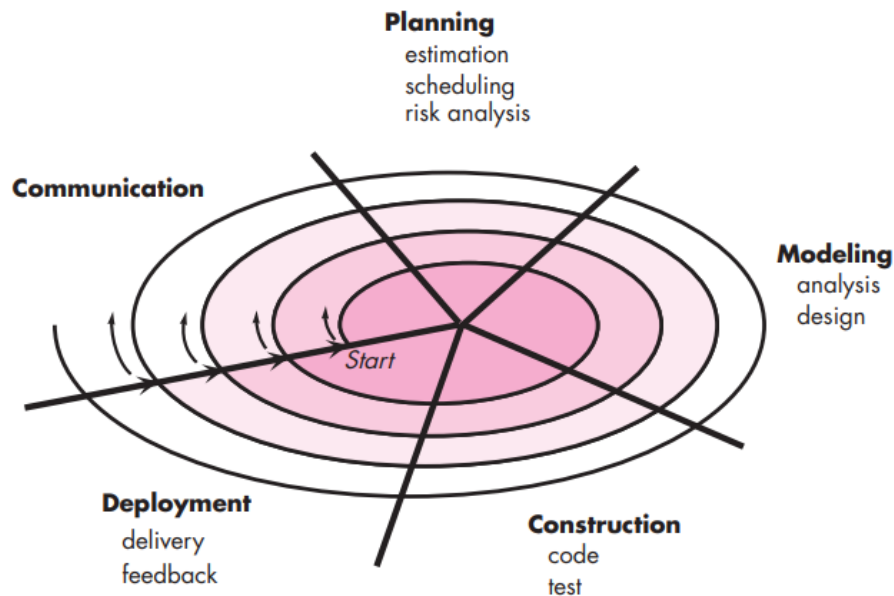 Planning
estimation
scheduling
risk analysis
Communication
Modeling
analysis
design
Start
Deployment
delivery
feedback
Construction
code
test